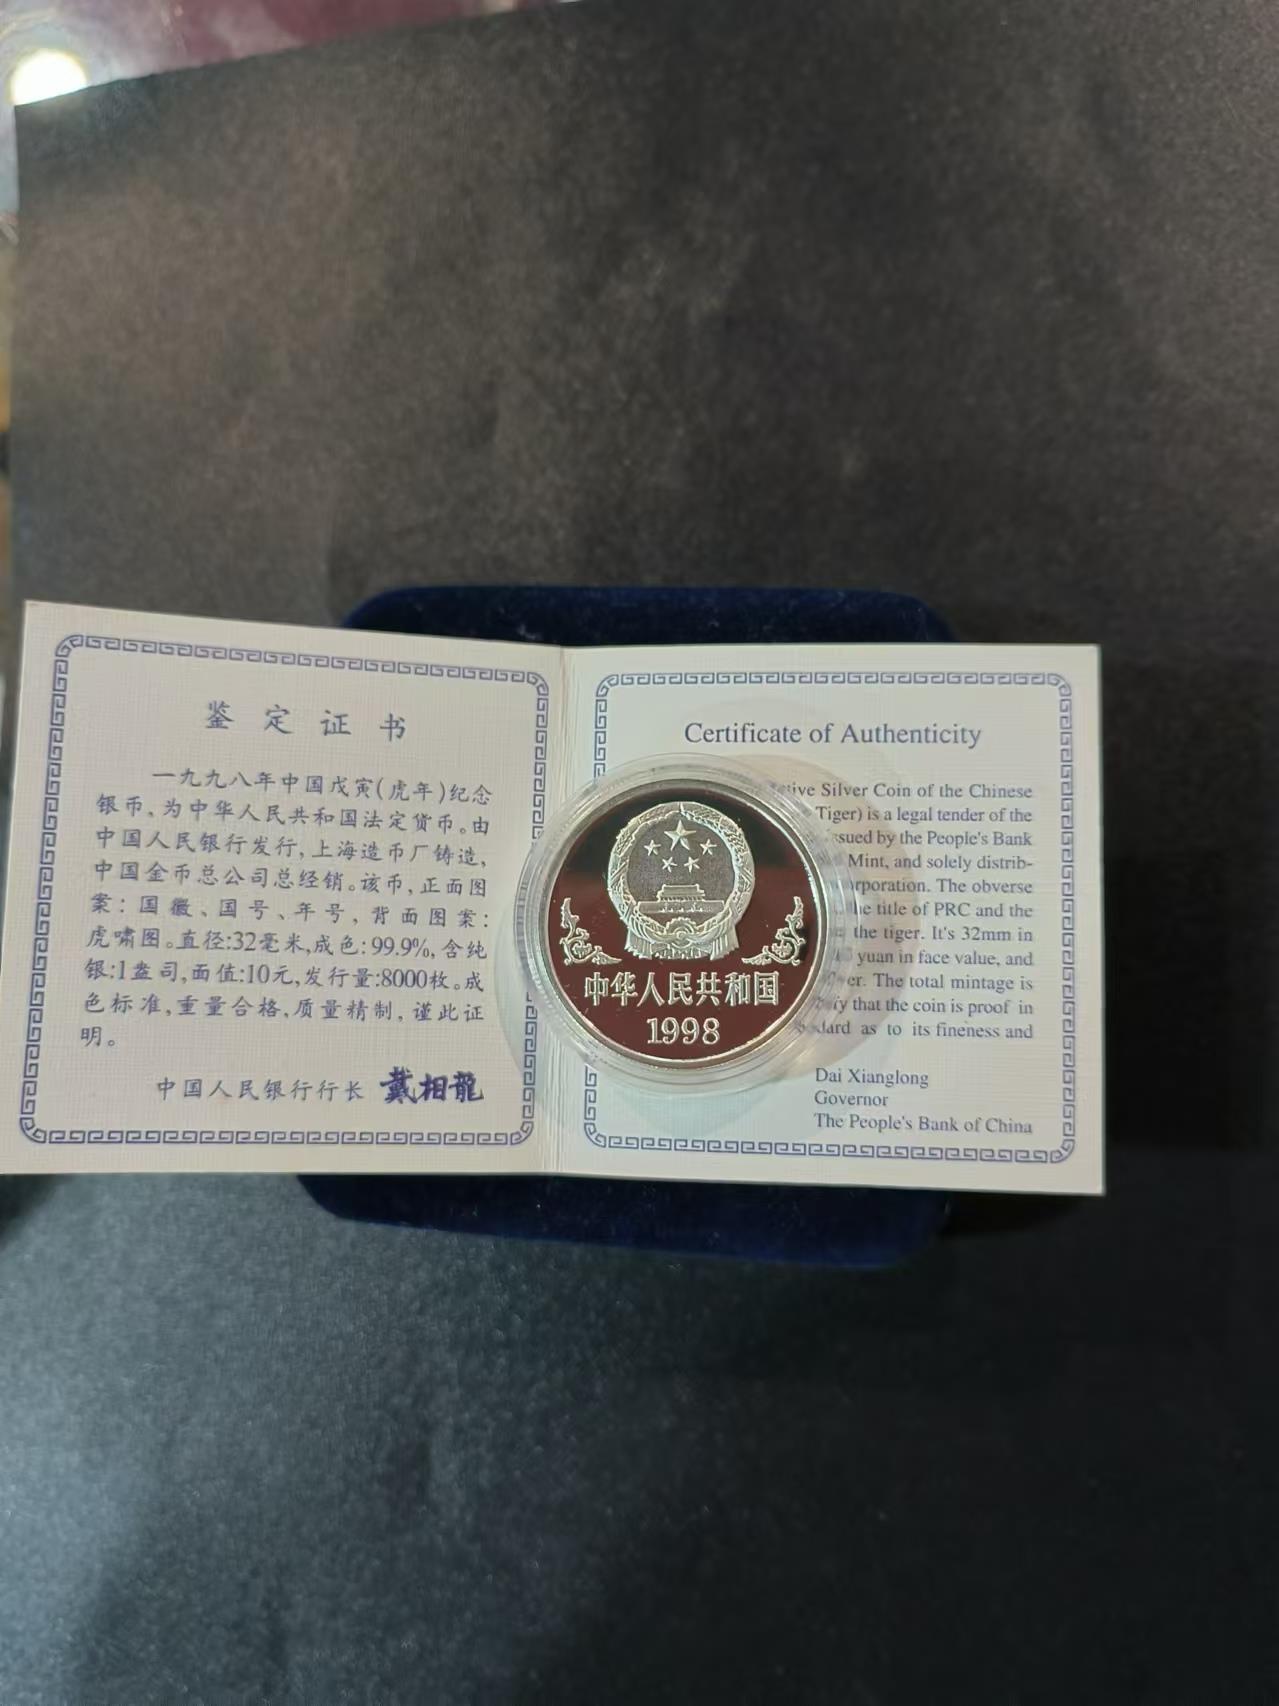 鉴定证书
一九九八年中国戊寅(虎年)纪念
银币,为中华人民共和国法定货币。由
中国人民银行发行,上海造币厂铸造,
中国金币总公司总经销。该币,正面图
案:国徽、国号、年号,背面图案:
虎啸图。直径:32毫米,成色:99.9%,含纯
银:1盎司,面值:10元,发行量:8000枚。成
色标准,重量合格,质量精制,谨此证
明。
中国人民银行行长 戴相龍
Certificate of Authenticity
Silver Coin of the Chinese
Tiger) is a legal tender of the
by the People's Bank
Mint, and solely distrib-
The obverse
title of PRC and the
the tiger. It's 32mm in
yuan in face value, and
The total mintage is
that the coin is proof in
as to its fineness and
Dai Xianglong
Governor
The People's Bank of China
中华人民共和国
1998